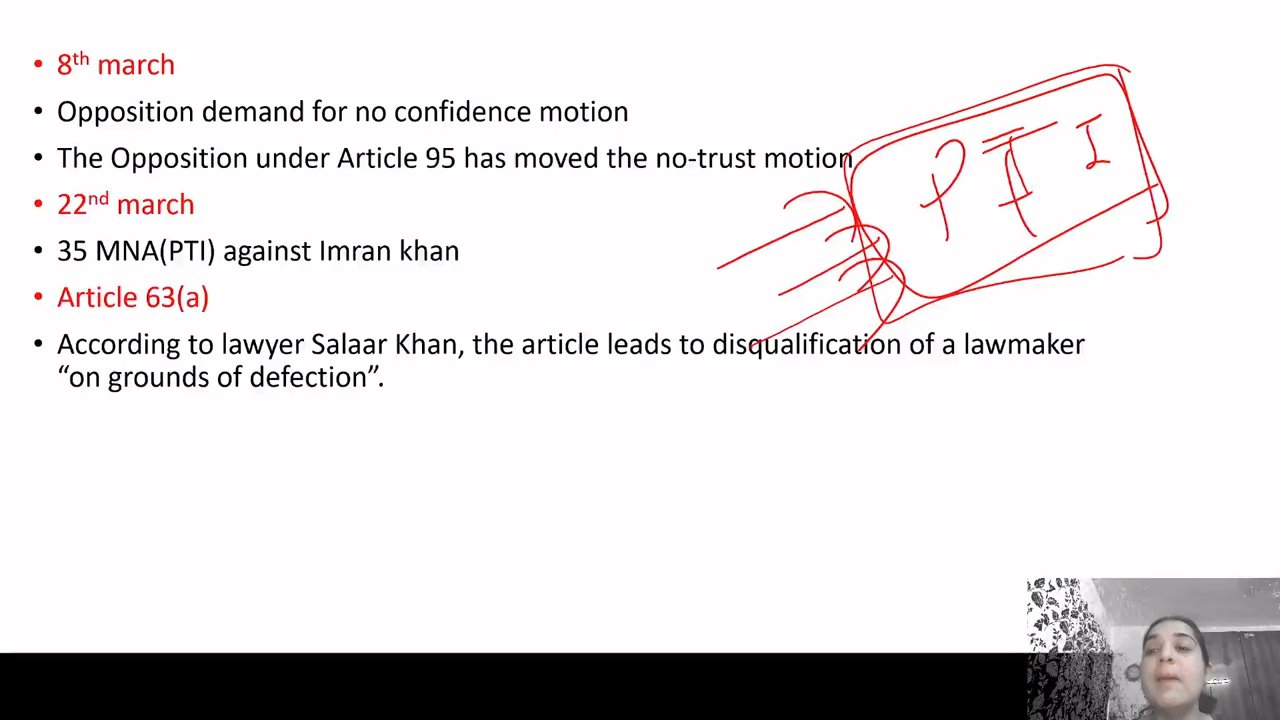 • 8th march
• Opposition demand for no confidence motion
• The Opposition under Article 95 has moved the no-trust motion
• 22nd march
• 35 MNA(PTI) against Imran khan
• Article 63(a)
• According to lawyer Salaar Khan, the article leads to disqualification of a lawmaker
“on grounds of defection”.
PTI